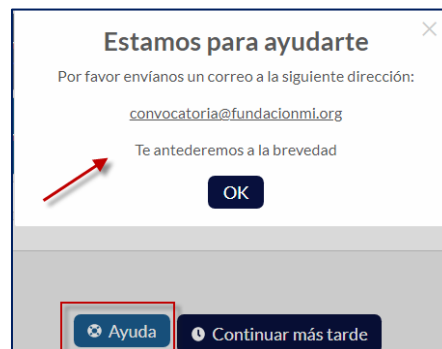 Estamos para ayudarte
Por favor envíanos un correo a la siguiente dirección:
convocatoria@fundacionmi.org
Te antederemos a la brevedad
OK
Ayuda
Continuar más tarde